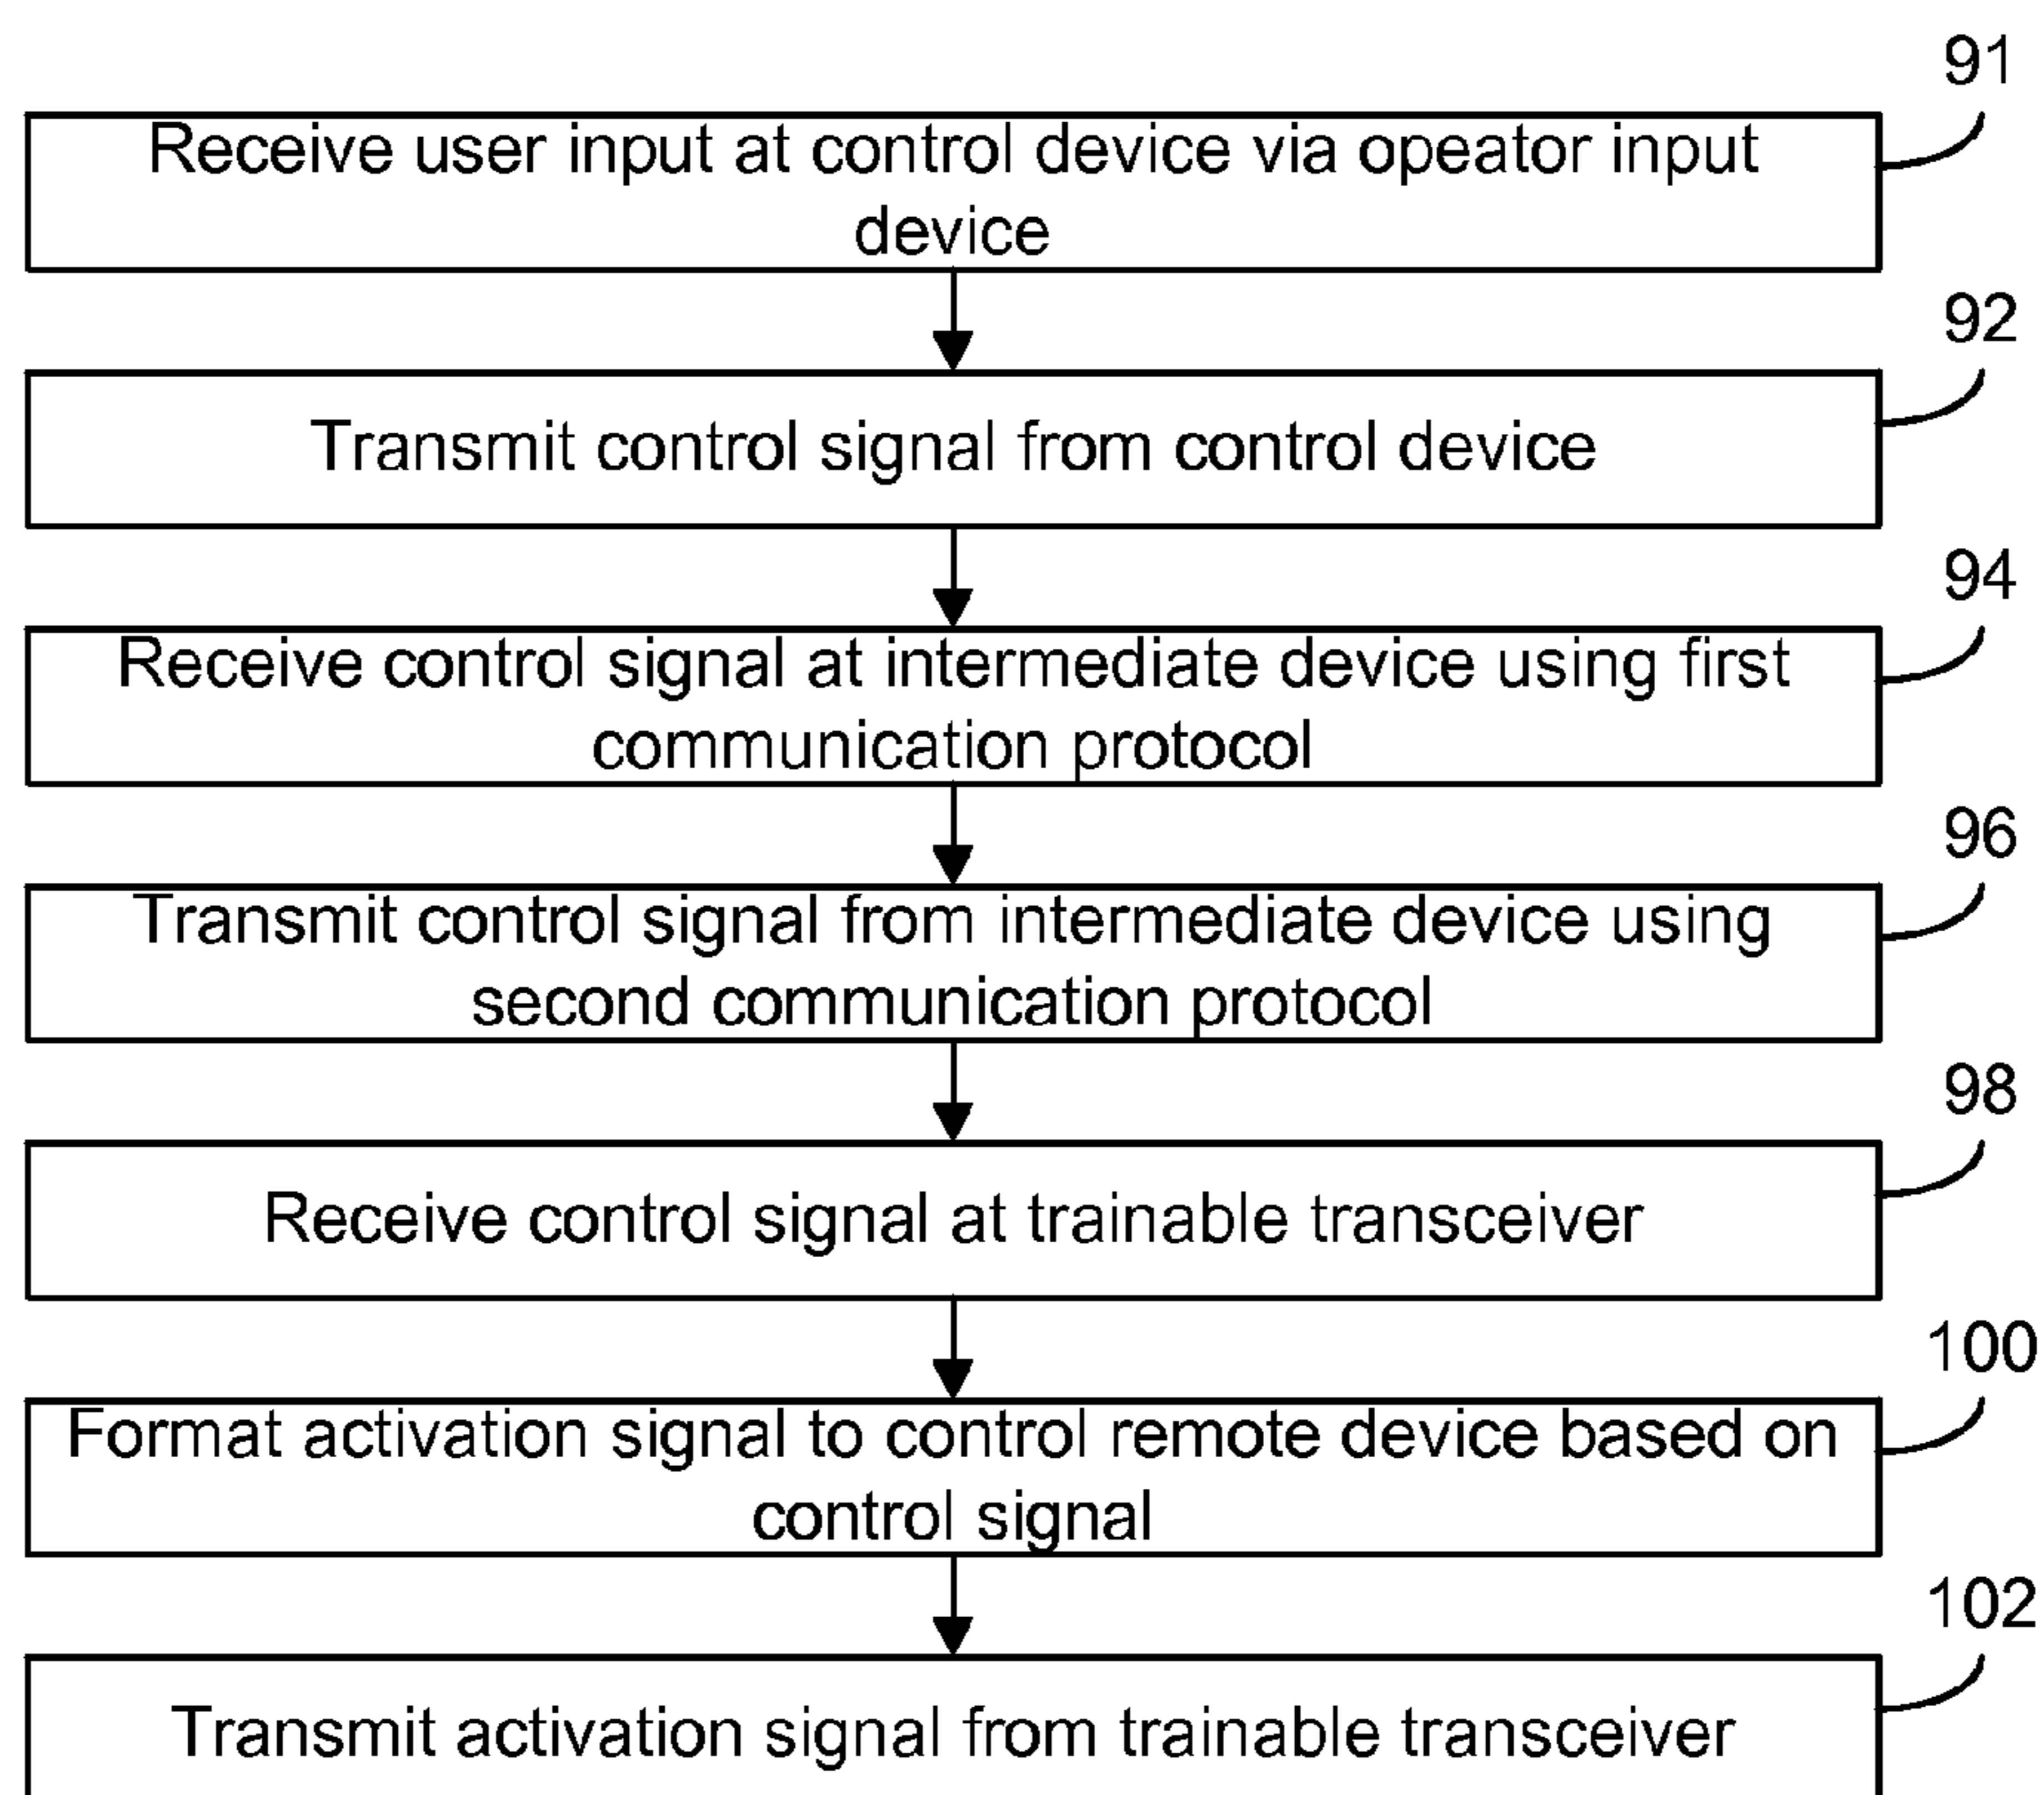 91
Receive user input at control device via opeator input
device
92
Transmit control signal from control device
94
Receive control signal at intermediate device using first
communication protocol
96
Transmit control signal from intermediate device using
second communication protocol
98
Receive control signal at trainable transceiver
100
Format activation signal to control remote device based on
control signal
102
Transmit activation signal from trainable transceiver